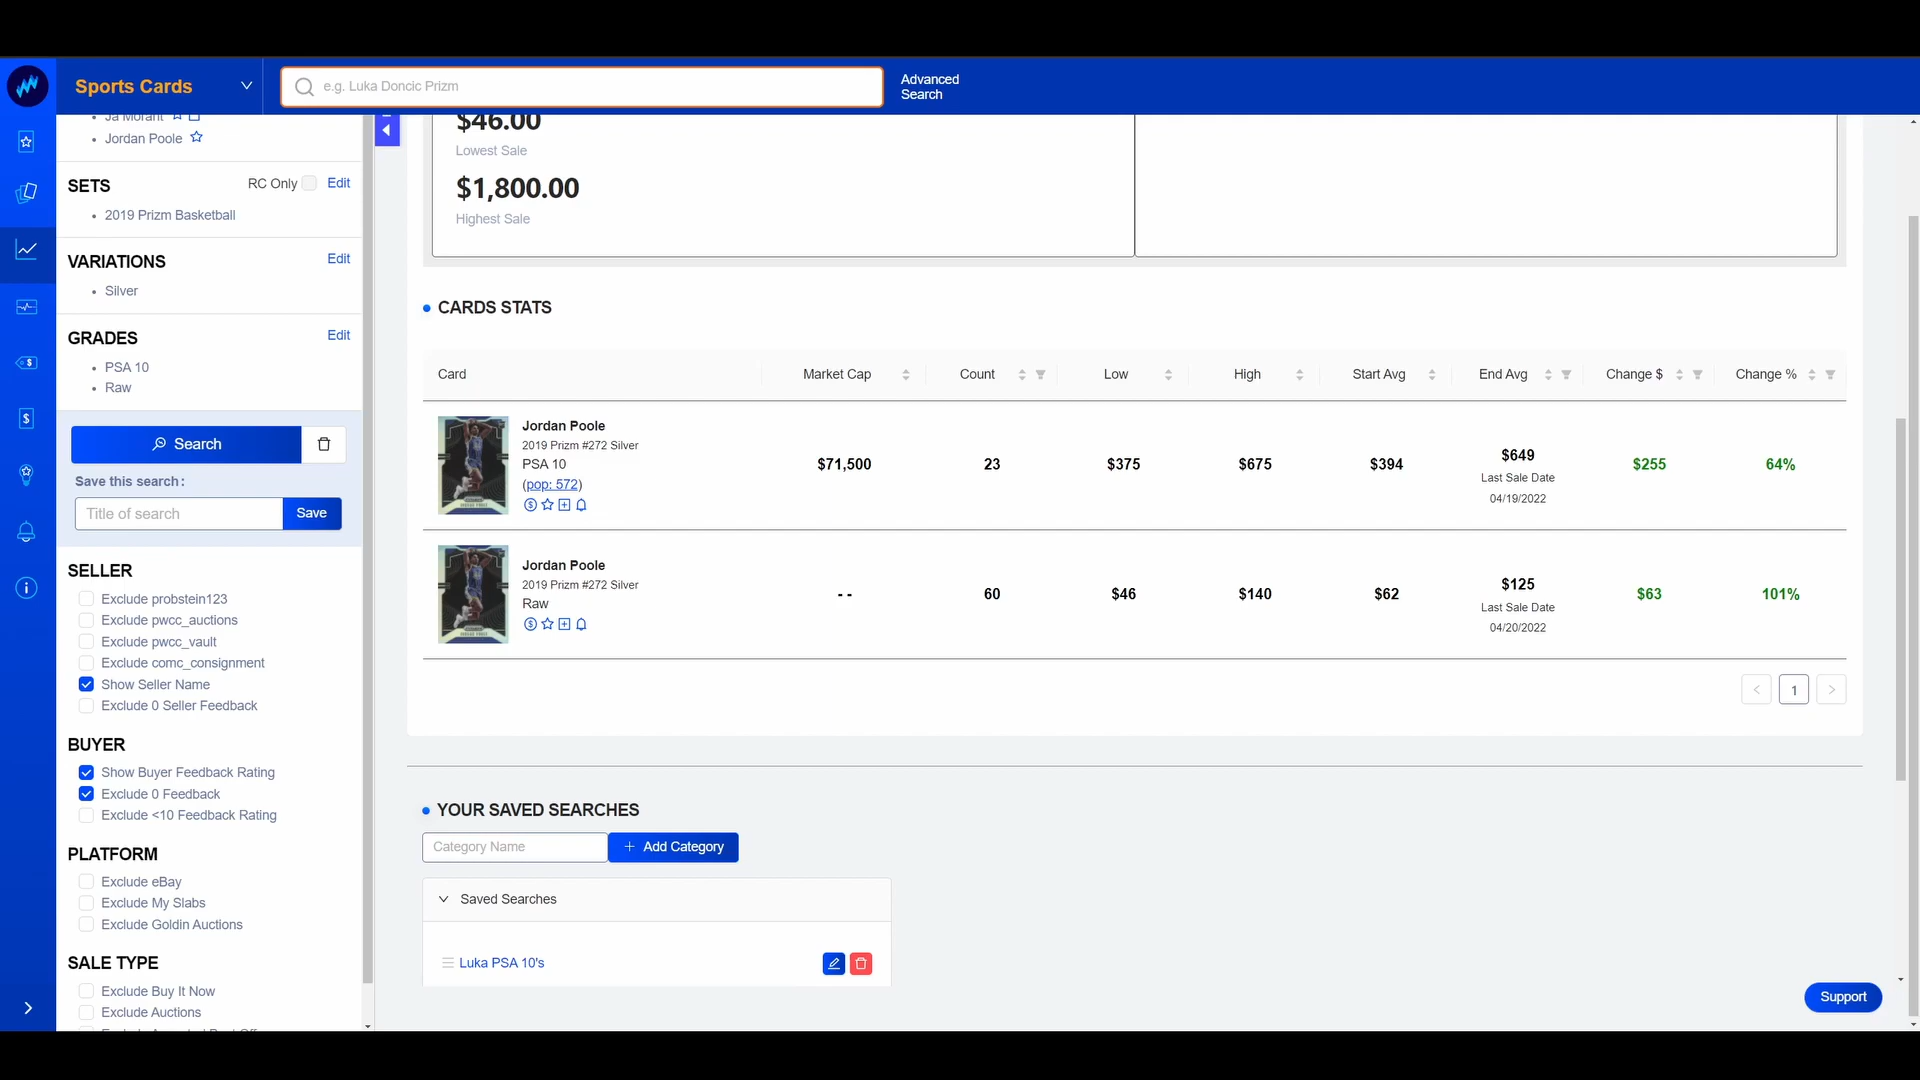 Sports Cards
e.g. Luka Doncic Prizm
Advanced
Search
Ja Morant
Jordan Poole
SETS
RC Only
Edit
2019 Prizm Basketball
VARIATIONS
Edit
Silver
GRADES
Edit
PSA 10
Raw
Search
Save this search:
Title of search
Save
SELLER
Exclude probstein123
Exclude pwcc_auctions
Exclude pwcc_vault
Exclude comc_consignment
Show Seller Name
Exclude 0 Seller Feedback
BUYER
Show Buyer Feedback Rating
Exclude 0 Feedback
Exclude <10 Feedback Rating
PLATFORM
Exclude eBay
Exclude My Slabs
Exclude Goldin Auctions
SALE TYPE
Exclude Buy It Now
Exclude Auctions
$46.00
Lowest Sale
$1,800.00
Highest Sale
CARDS STATS
Card Market Cap Count Low High Start Avg End Avg Change $ Change %
Jordan Poole
2019 Prizm #272 Silver
PSA 10
(pop: 572)
$71,500 23 $375 $675 $394 $649 $255 64%
Last Sale Date
04/19/2022
Jordan Poole
2019 Prizm #272 Silver
Raw
- - 60 $46 $140 $62 $125 $63 101%
Last Sale Date
04/20/2022
1
YOUR SAVED SEARCHES
Category Name
+ Add Category
Saved Searches
Luka PSA 10's
Support